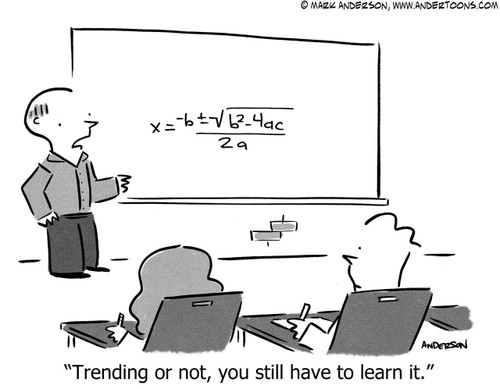 © MARK ANDERSON, WWW.ANDERTOONS.COM
x = -b ± √b²-4ac
2a
ANDERSON
“Trending or not, you still have to learn it.”